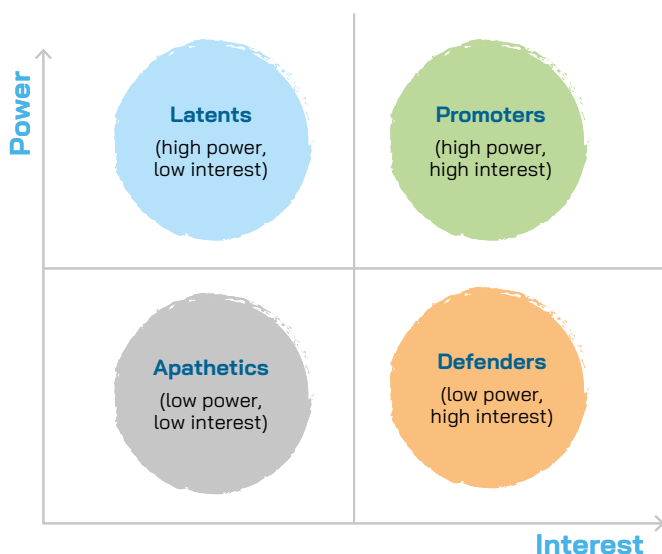 Power
Latents
(high power,
low interest)
Promoters
(high power,
high interest)
Apathetics
(low power,
low interest)
Defenders
(low power,
high interest)
Interest